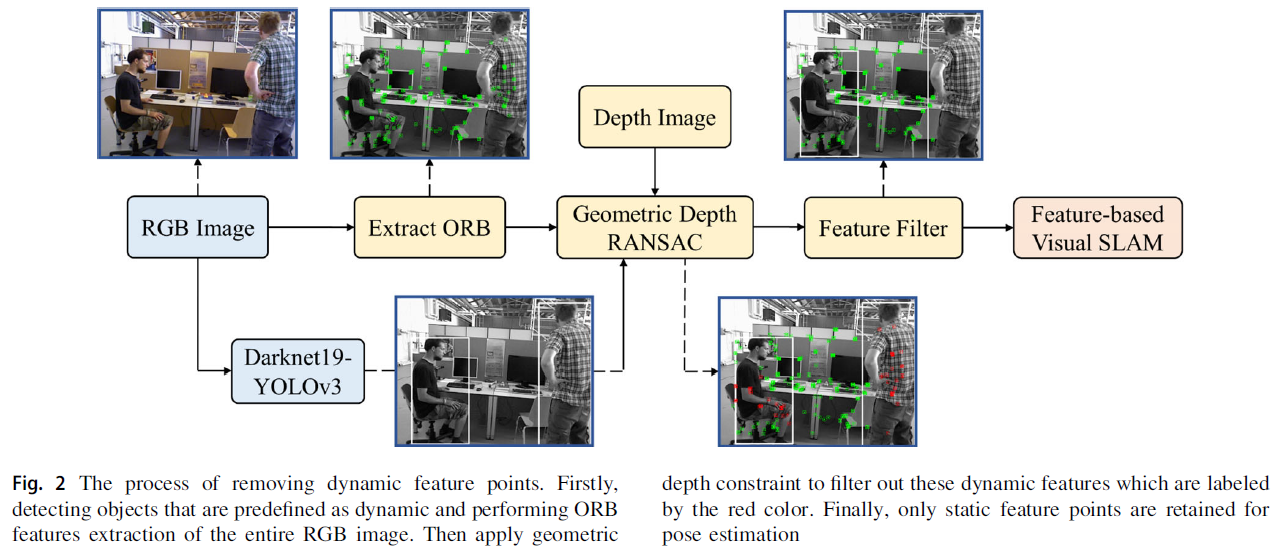 Depth Image
RGB Image
Extract ORB
Geometric Depth
RANSAC
Feature Filter
Feature-based
Visual SLAM
Darknet19-
YOLOv3
Fig. 2 The process of removing dynamic feature points. Firstly,
detecting objects that are predefined as dynamic and performing ORB
features extraction of the entire RGB image. Then apply geometric
depth constraint to filter out these dynamic features which are labeled
by the red color. Finally, only static feature points are retained for
pose estimation